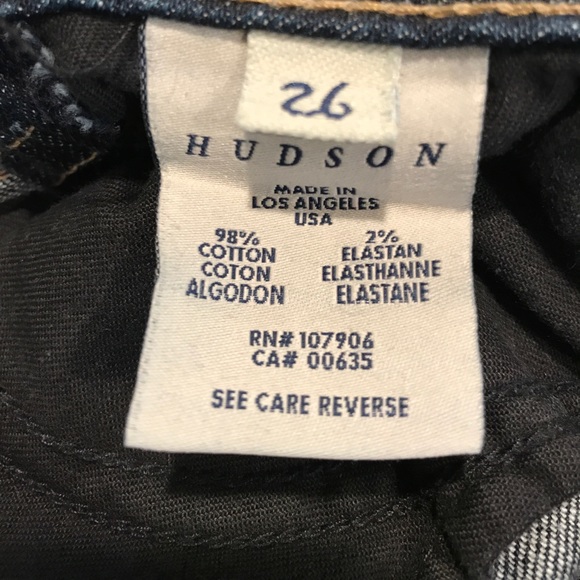 26
HUDSON
MADE IN
LOS ANGELES
USA
98% 2%
COTTON ELASTAN
COTON ELASTHANNE
ALGODON ELASTANE
RN# 107906
CA# 00635
SEE CARE REVERSE